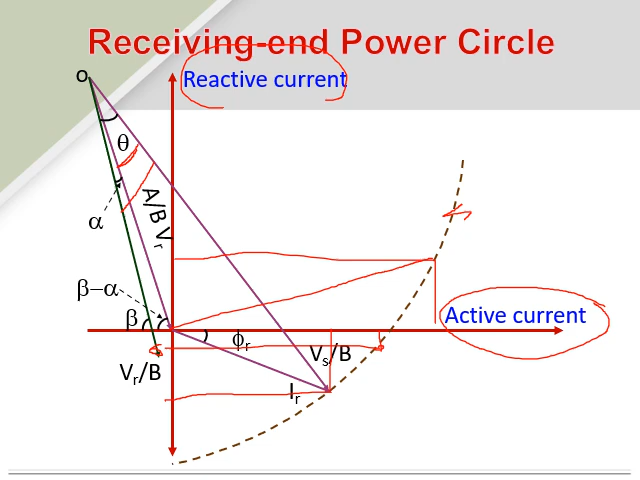 Receiving-end Power Circle
o
Reactive current
θ
α
A/B Vr
β−α
β
Active current
ϕr
Vs/B
Vr/B
Ir